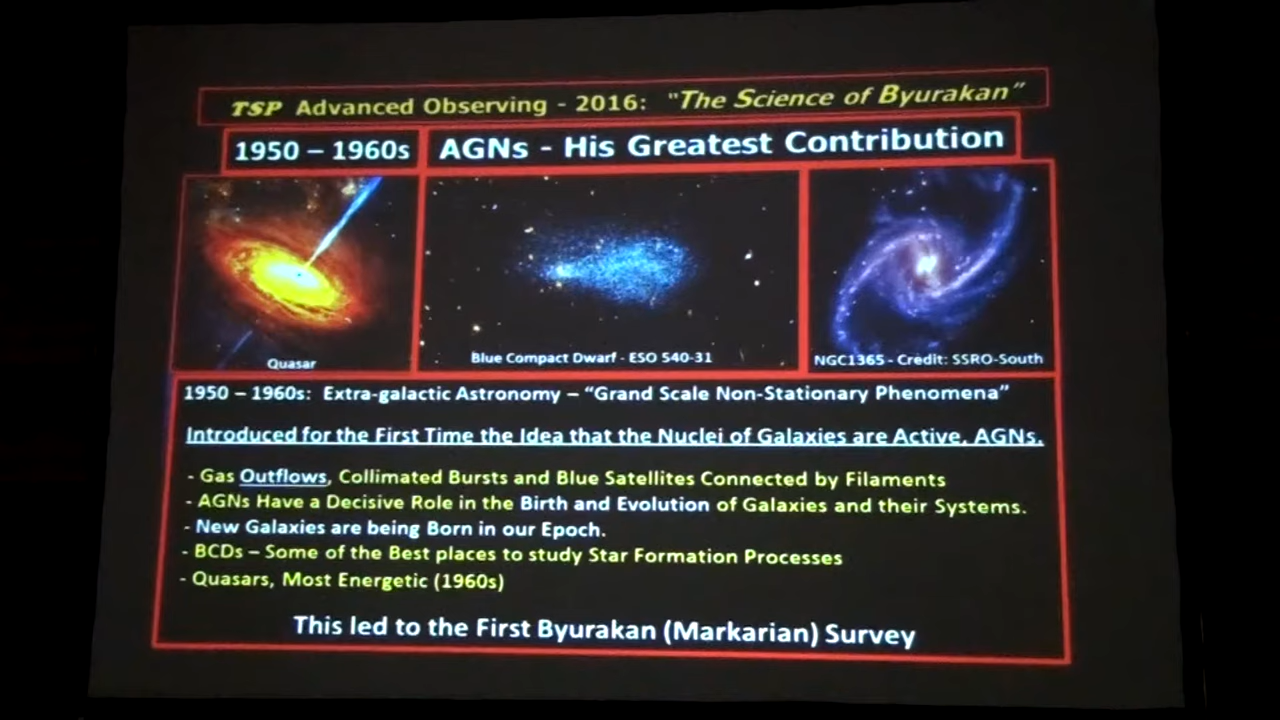 TSP Advanced Observing - 2016: "The Science of Byurakan"
1950 – 1960s
AGNs - His Greatest Contribution
Quasar
Blue Compact Dwarf - ESO 540-31
NGC1365 - Credit: SSRO-South
1950 – 1960s: Extra-galactic Astronomy – “Grand Scale Non-Stationary Phenomena”
Introduced for the First Time the Idea that the Nuclei of Galaxies are Active, AGNs.
- Gas Outflows, Collimated Bursts and Blue Satellites Connected by Filaments
- AGNs Have a Decisive Role in the Birth and Evolution of Galaxies and their Systems.
- New Galaxies are being Born in our Epoch.
- BCDs – Some of the Best places to study Star Formation Processes
- Quasars, Most Energetic (1960s)
This led to the First Byurakan (Markarian) Survey